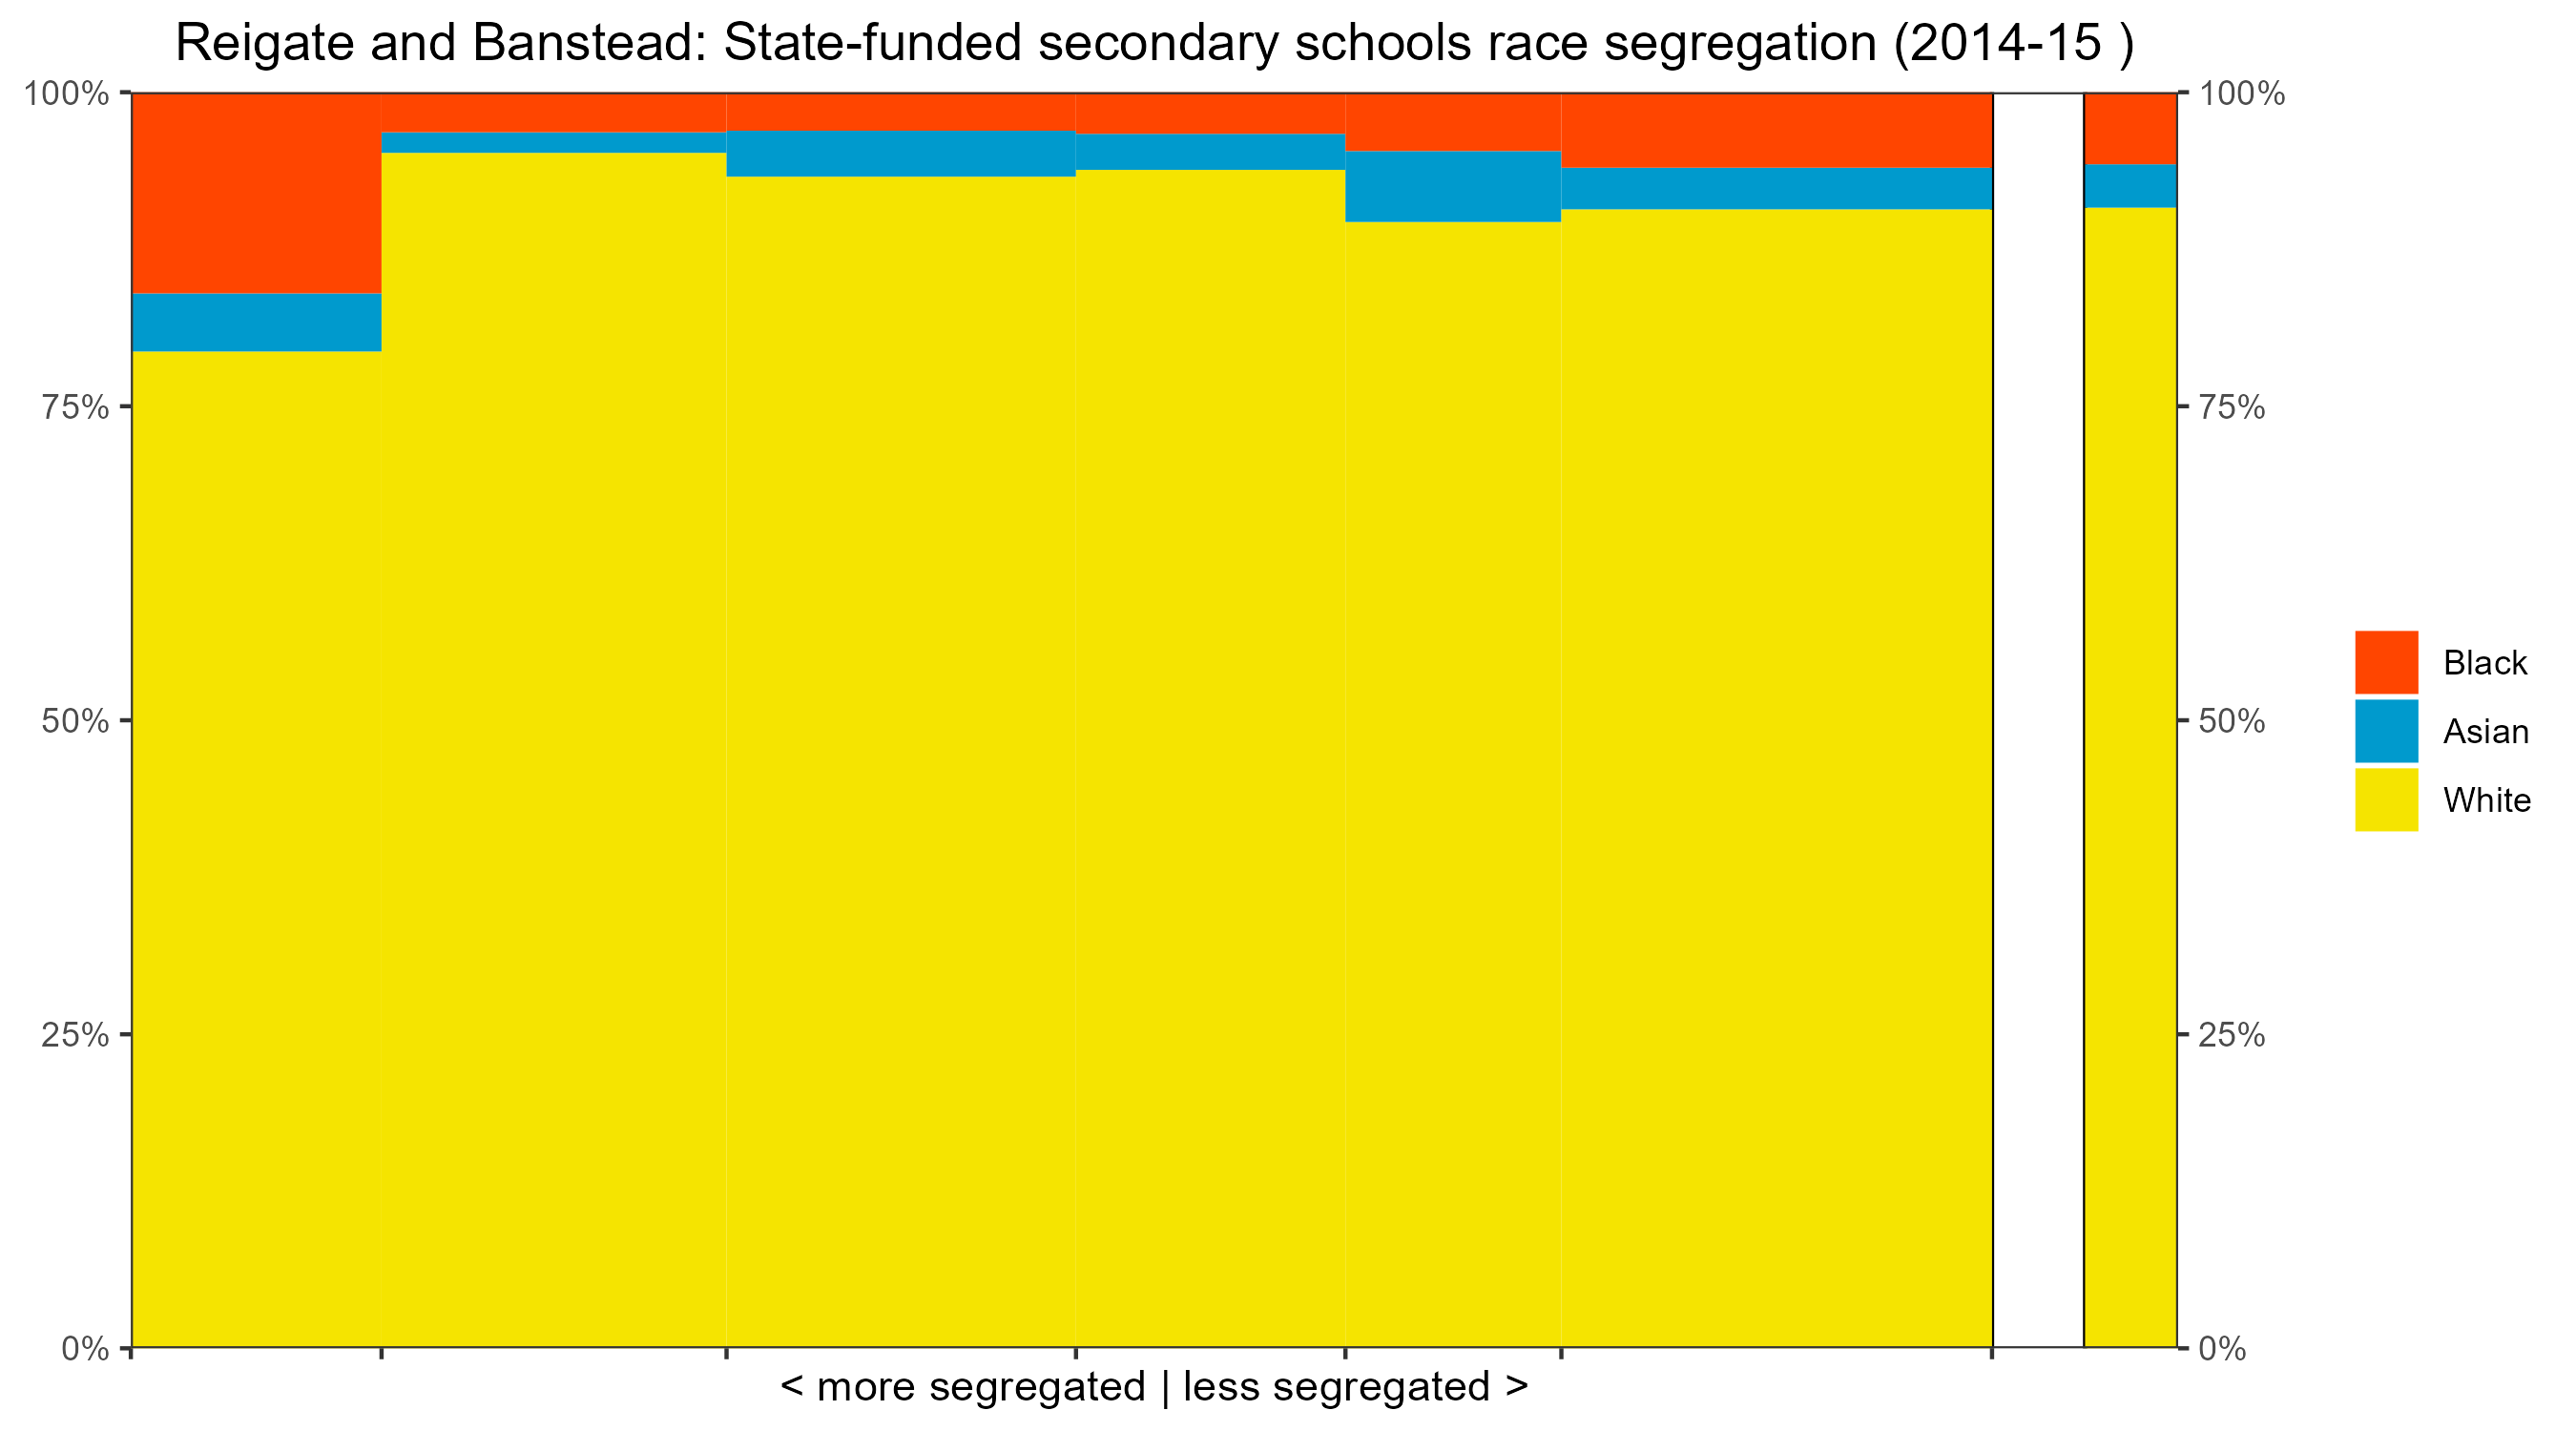 Reigate and Banstead: State-funded secondary schools race segregation (2014-15 )
100%
75%
50%
25%
0%
100%
75%
50%
25%
0%
Black
Asian
White
< more segregated | less segregated >